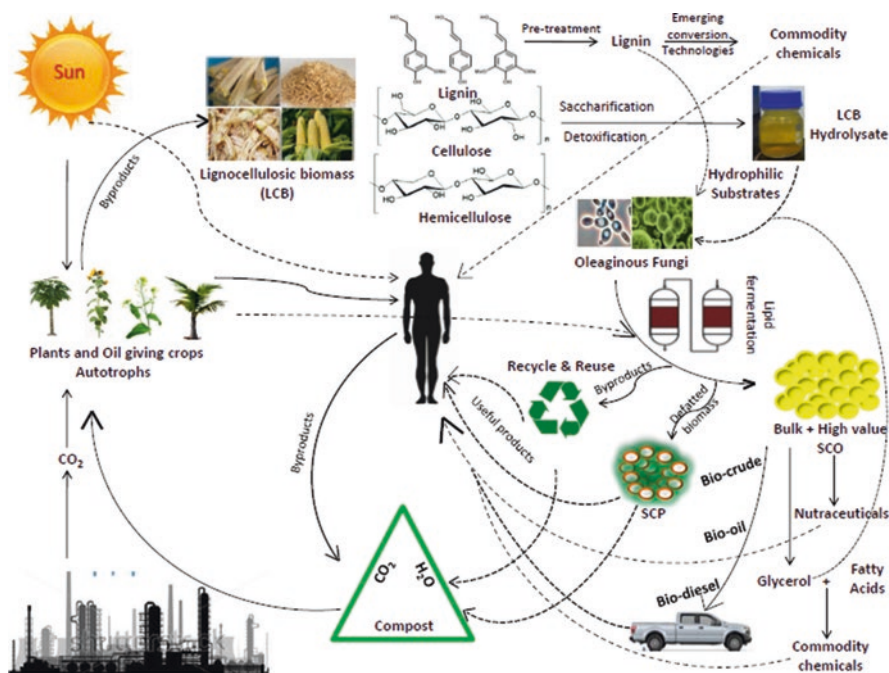 Sun
Pre-treatment
Lignin
Emerging
conversion
Technologies
Commodity
chemicals
Lignin
Saccharification
Detoxification
LCB
Hydrolysate
Cellulose
Hemicellulose
Hydrophilic
Substrates
Byproducts
Lignocellulosic biomass
(LCB)
Oleaginous Fungi
Lipid
fermentation
Plants and Oil giving crops
Autotrophs
Recycle & Reuse
Byproducts
Defatted
biomass
Useful products
Byproducts
Bulk + High value
SCO
CO2
SCP
Bio-crude
Bio-oil
Bio-diesel
Nutraceuticals
Glycerol +
Fatty
Acids
CO2
H2O
Compost
Commodity
chemicals